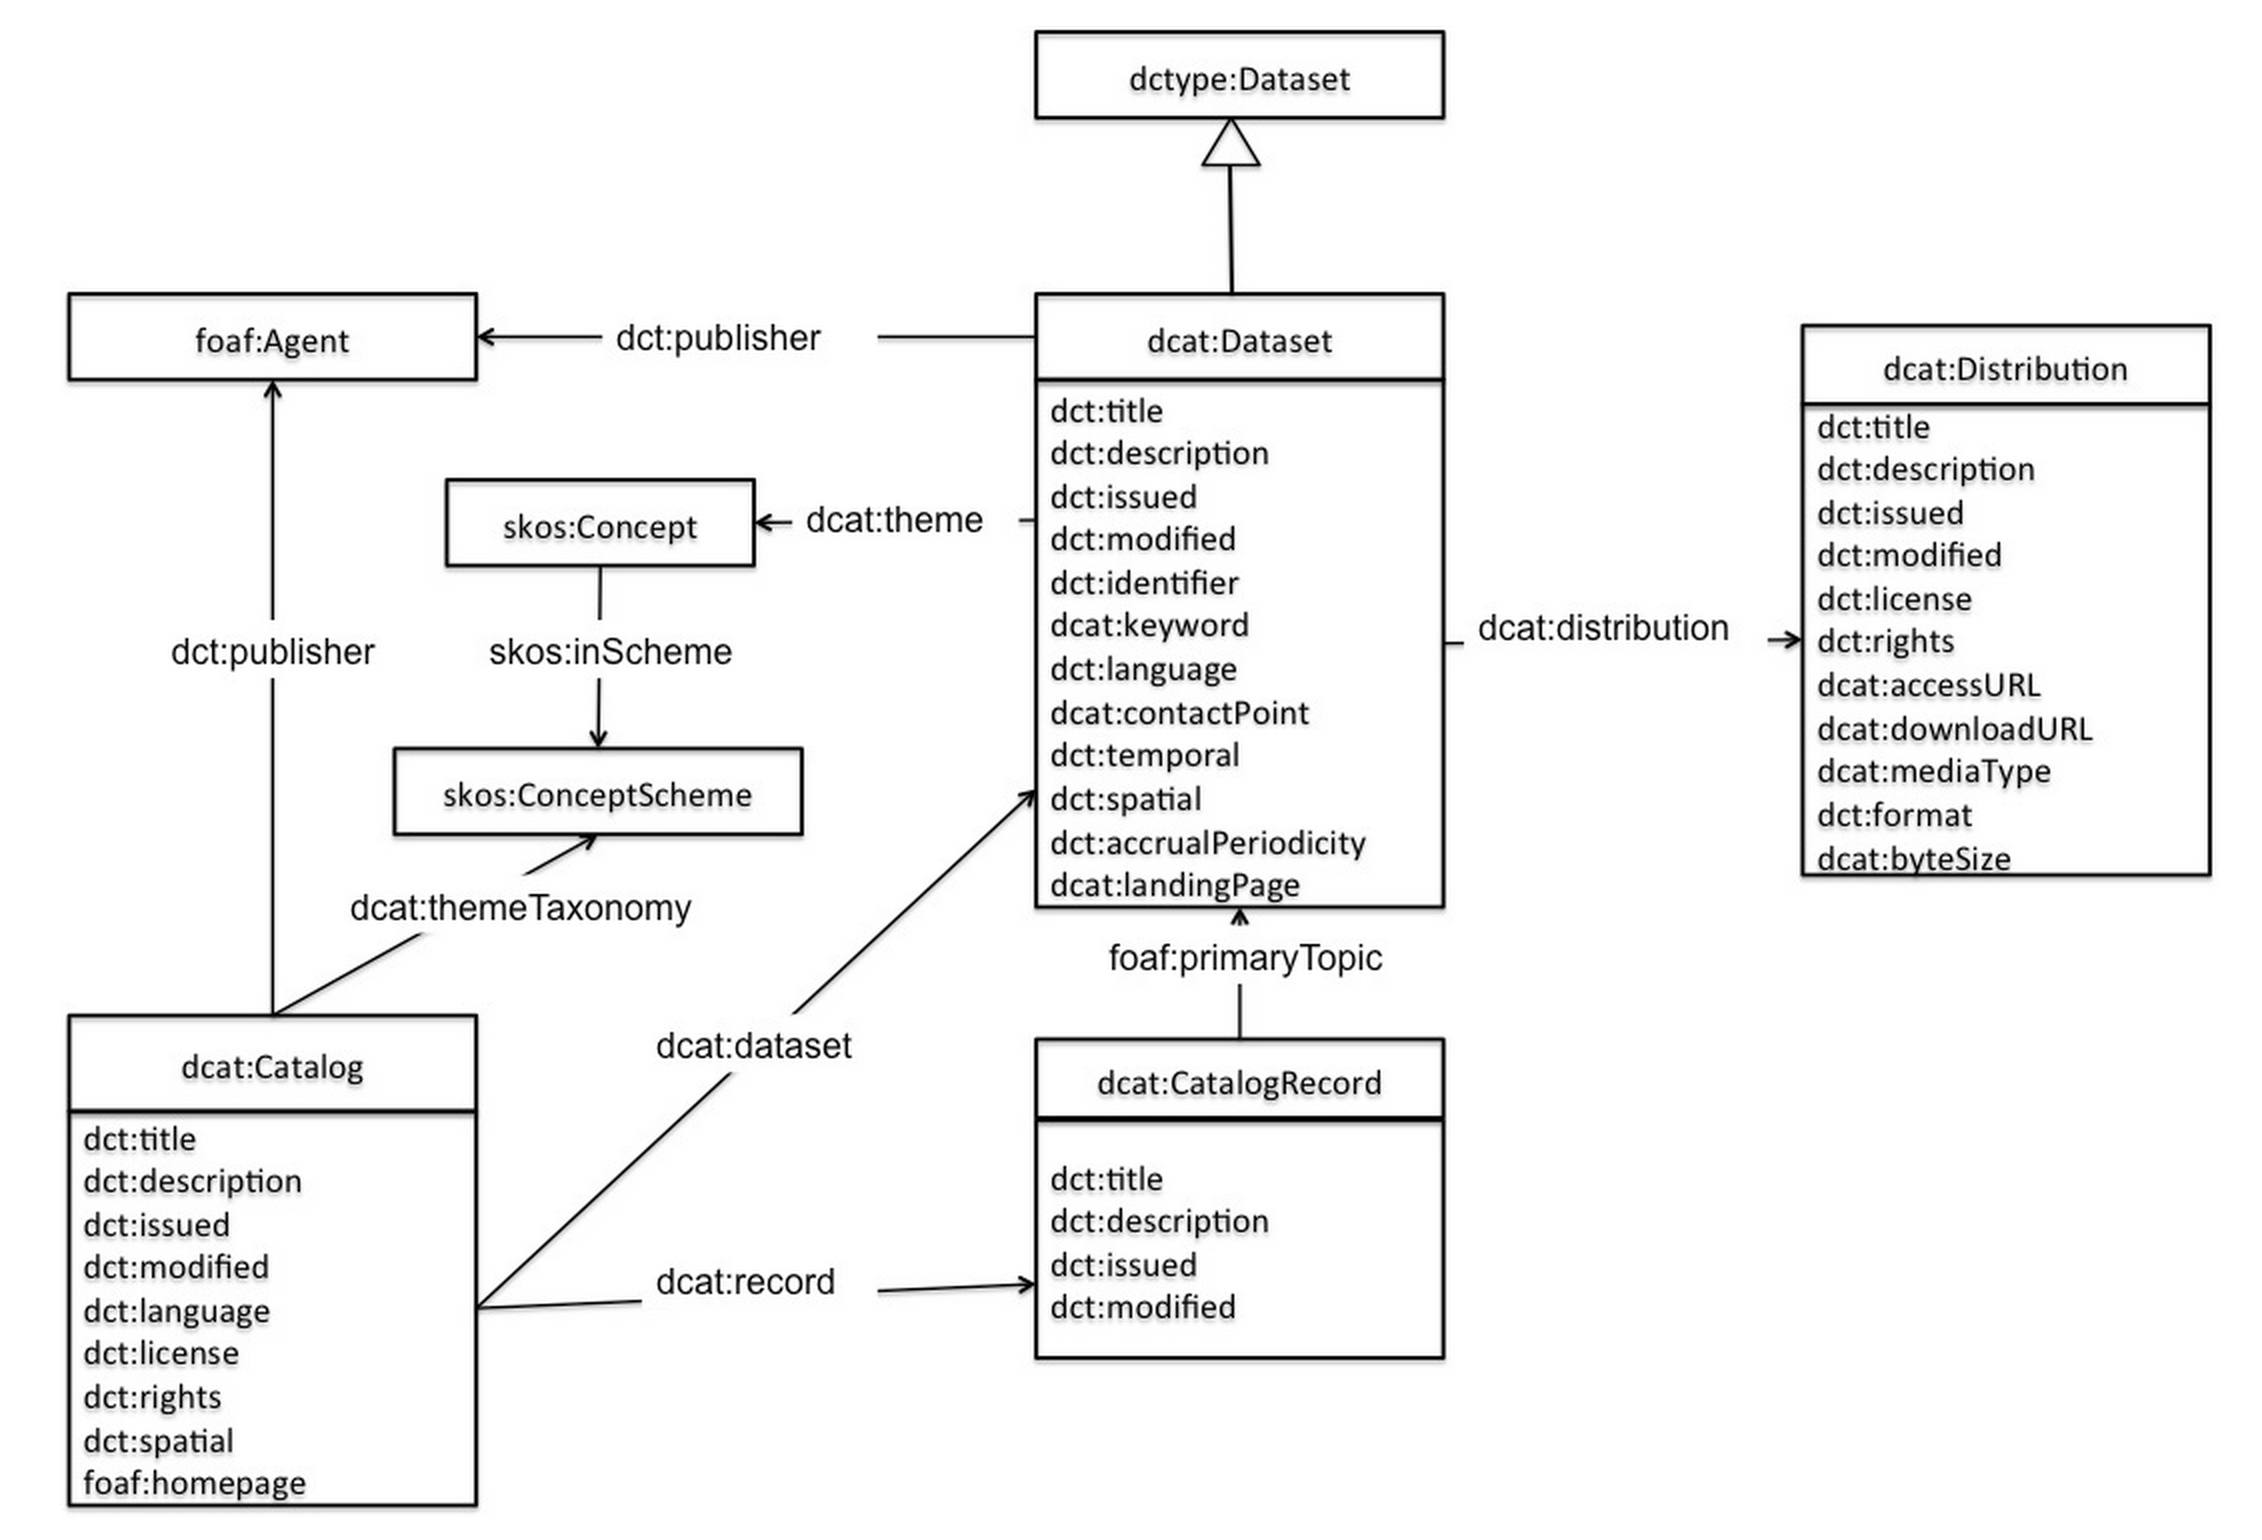 dctype:Dataset
foaf:Agent
dct:publisher
dcat:Dataset
dct:title
dct:description
dct:issued
dct:modified
dct:identifier
dcat:keyword
dct:language
dcat:contactPoint
dct:temporal
dct:spatial
dct:accrualPeriodicity
dcat:landingPage
dcat:Distribution
dct:title
dct:description
dct:issued
dct:modified
dct:license
dct:rights
dcat:accessURL
dcat:downloadURL
dcat:mediaType
dct:format
dcat:byteSize
skos:Concept
dcat:theme
dcat:distribution
dct:publisher
skos:inScheme
skos:ConceptScheme
dcat:themeTaxonomy
foaf:primaryTopic
dcat:dataset
dcat:Catalog
dct:title
dct:description
dct:issued
dct:modified
dct:language
dct:license
dct:rights
dct:spatial
foaf:homepage
dcat:record
dcat:CatalogRecord
dct:title
dct:description
dct:issued
dct:modified